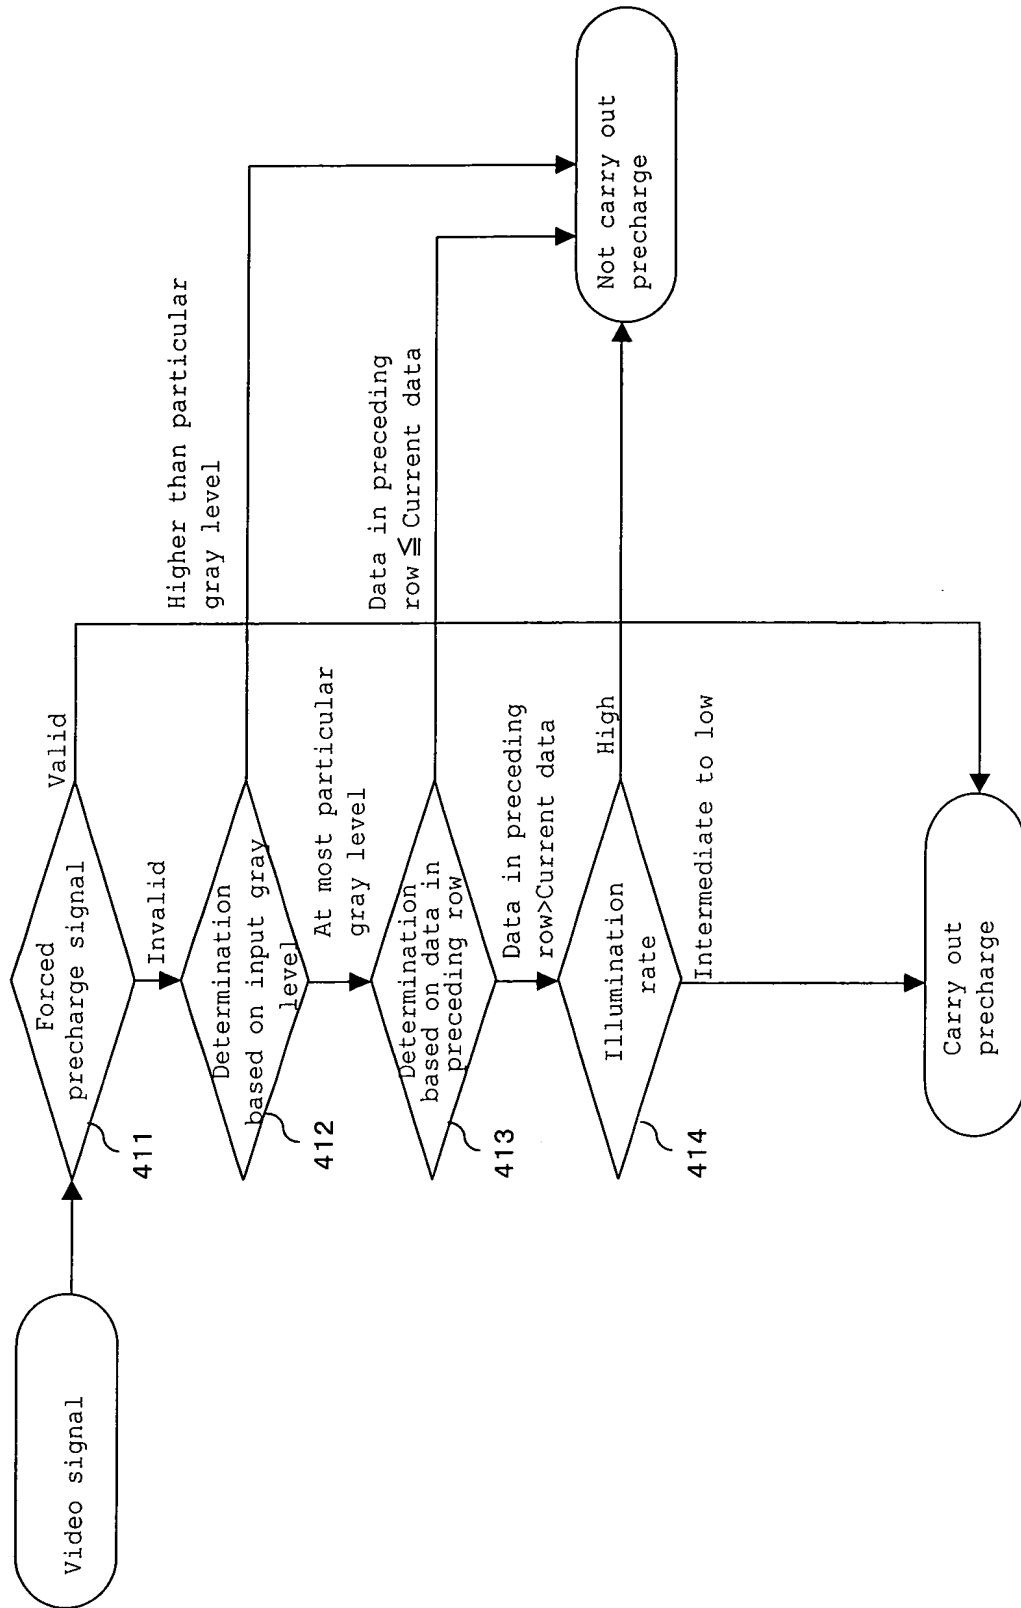 Video signal
Forced
precharge signal
411
Valid
Invalid
Determination
based on input gray
level
412
Higher than particular
gray level
At most particular
gray level
Determination
based on data in
preceding row
413
Data in preceding
row ≦ Current data
Data in preceding
row>Current data
Illumination
rate
414
High
Intermediate to low
Not carry out
precharge
Carry out
precharge